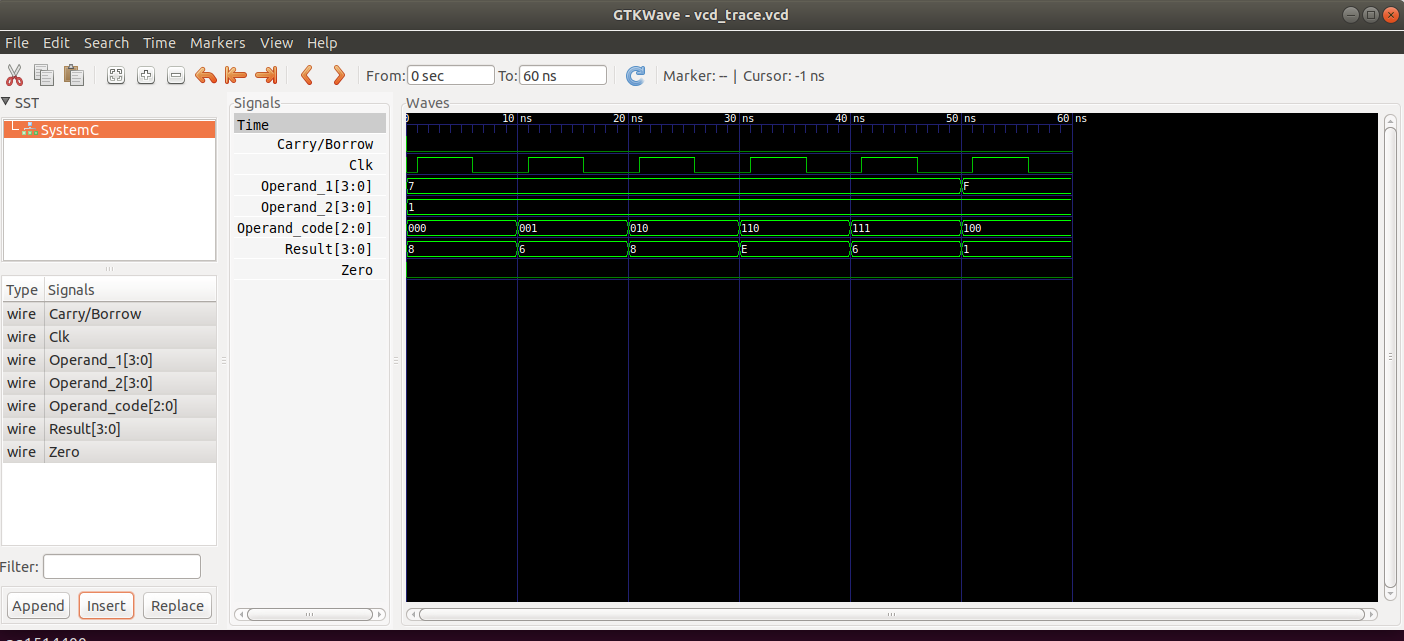 GTKWave - vcd_trace.vcd
File Edit Search Time Markers View Help
From: 0 sec To: 60 ns Marker: -- | Cursor: -1 ns
SST
SystemC
Type Signals
wire Carry/Borrow
wire Clk
wire Operand_1[3:0]
wire Operand_2[3:0]
wire Operand_code[2:0]
wire Result[3:0]
wire Zero
Filter:
Append Insert Replace
Signals
Time
Carry/Borrow
Clk
Operand_1[3:0]
Operand_2[3:0]
Operand_code[2:0]
Result[3:0]
Zero
Waves
0 10 ns 20 ns 30 ns 40 ns 50 ns 60 ns
7 F
1
000 001 010 110 111 100
8 6 8 E 6 1